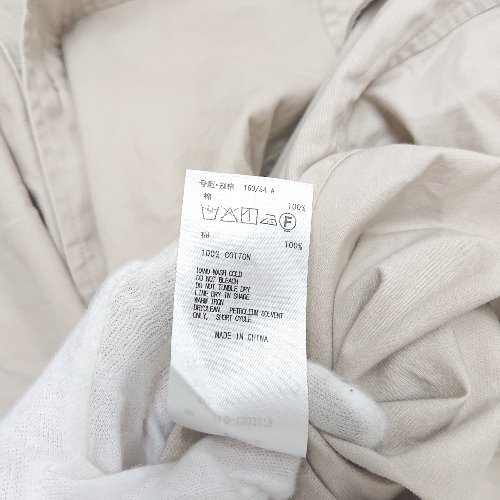 号型·规格 160/84 A
棉 100%
F
棉 100%
100% COTTON
HAND WASH COLD
DO NOT BLEACH
DO NOT TUMBLE DRY
LINE DRY IN SHADE
WARM IRON
DRYCLEAN, PETROLEUM SOLVENT
ONLY, SHORT CYCLE.
MADE IN CHINA